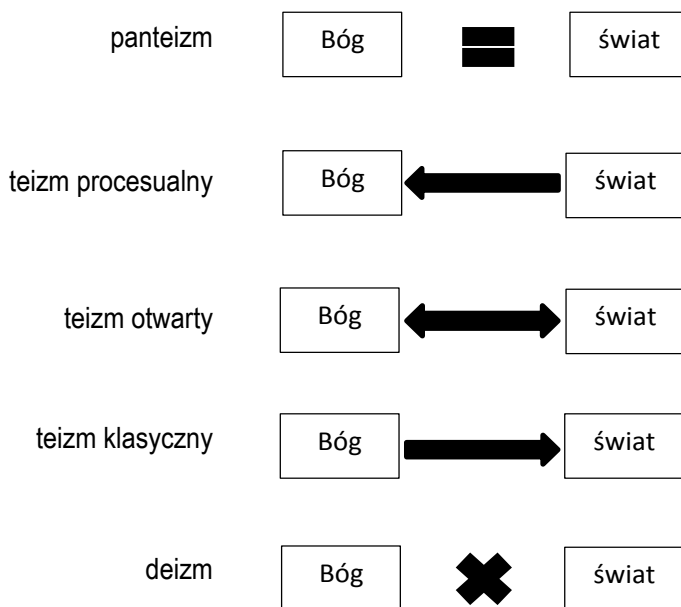 panteizm Bóg świat
teizm procesualny Bóg świat
teizm otwarty Bóg świat
teizm klasyczny Bóg świat
deizm Bóg świat